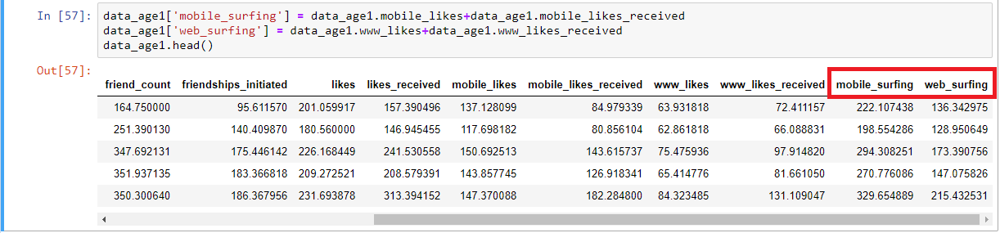 In [57]: data_age1['mobile_surfing'] = data_age1.mobile_likes+data_age1.mobile_likes_received
data_age1['web_surfing'] = data_age1.www_likes+data_age1.www_likes_received
data_age1.head()
Out[57]:
friend_count friendships_initiated likes likes_received mobile_likes mobile_likes_received www_likes www_likes_received mobile_surfing web_surfing
164.750000 95.611570 201.059917 157.390496 137.128099 84.979339 63.931818 72.411157 222.107438 136.342975
251.390130 140.409870 180.560000 146.945455 117.698182 80.856104 62.861818 66.088831 198.554286 128.950649
347.692131 175.446142 226.168449 241.530558 150.692513 143.615737 75.475936 97.914820 294.308251 173.390756
351.937135 183.366818 209.272521 208.579391 143.857745 126.918341 65.414776 81.661050 270.776086 147.075826
350.300640 186.367956 231.693878 313.394152 147.370088 182.284800 84.323485 131.109047 329.654889 215.432531